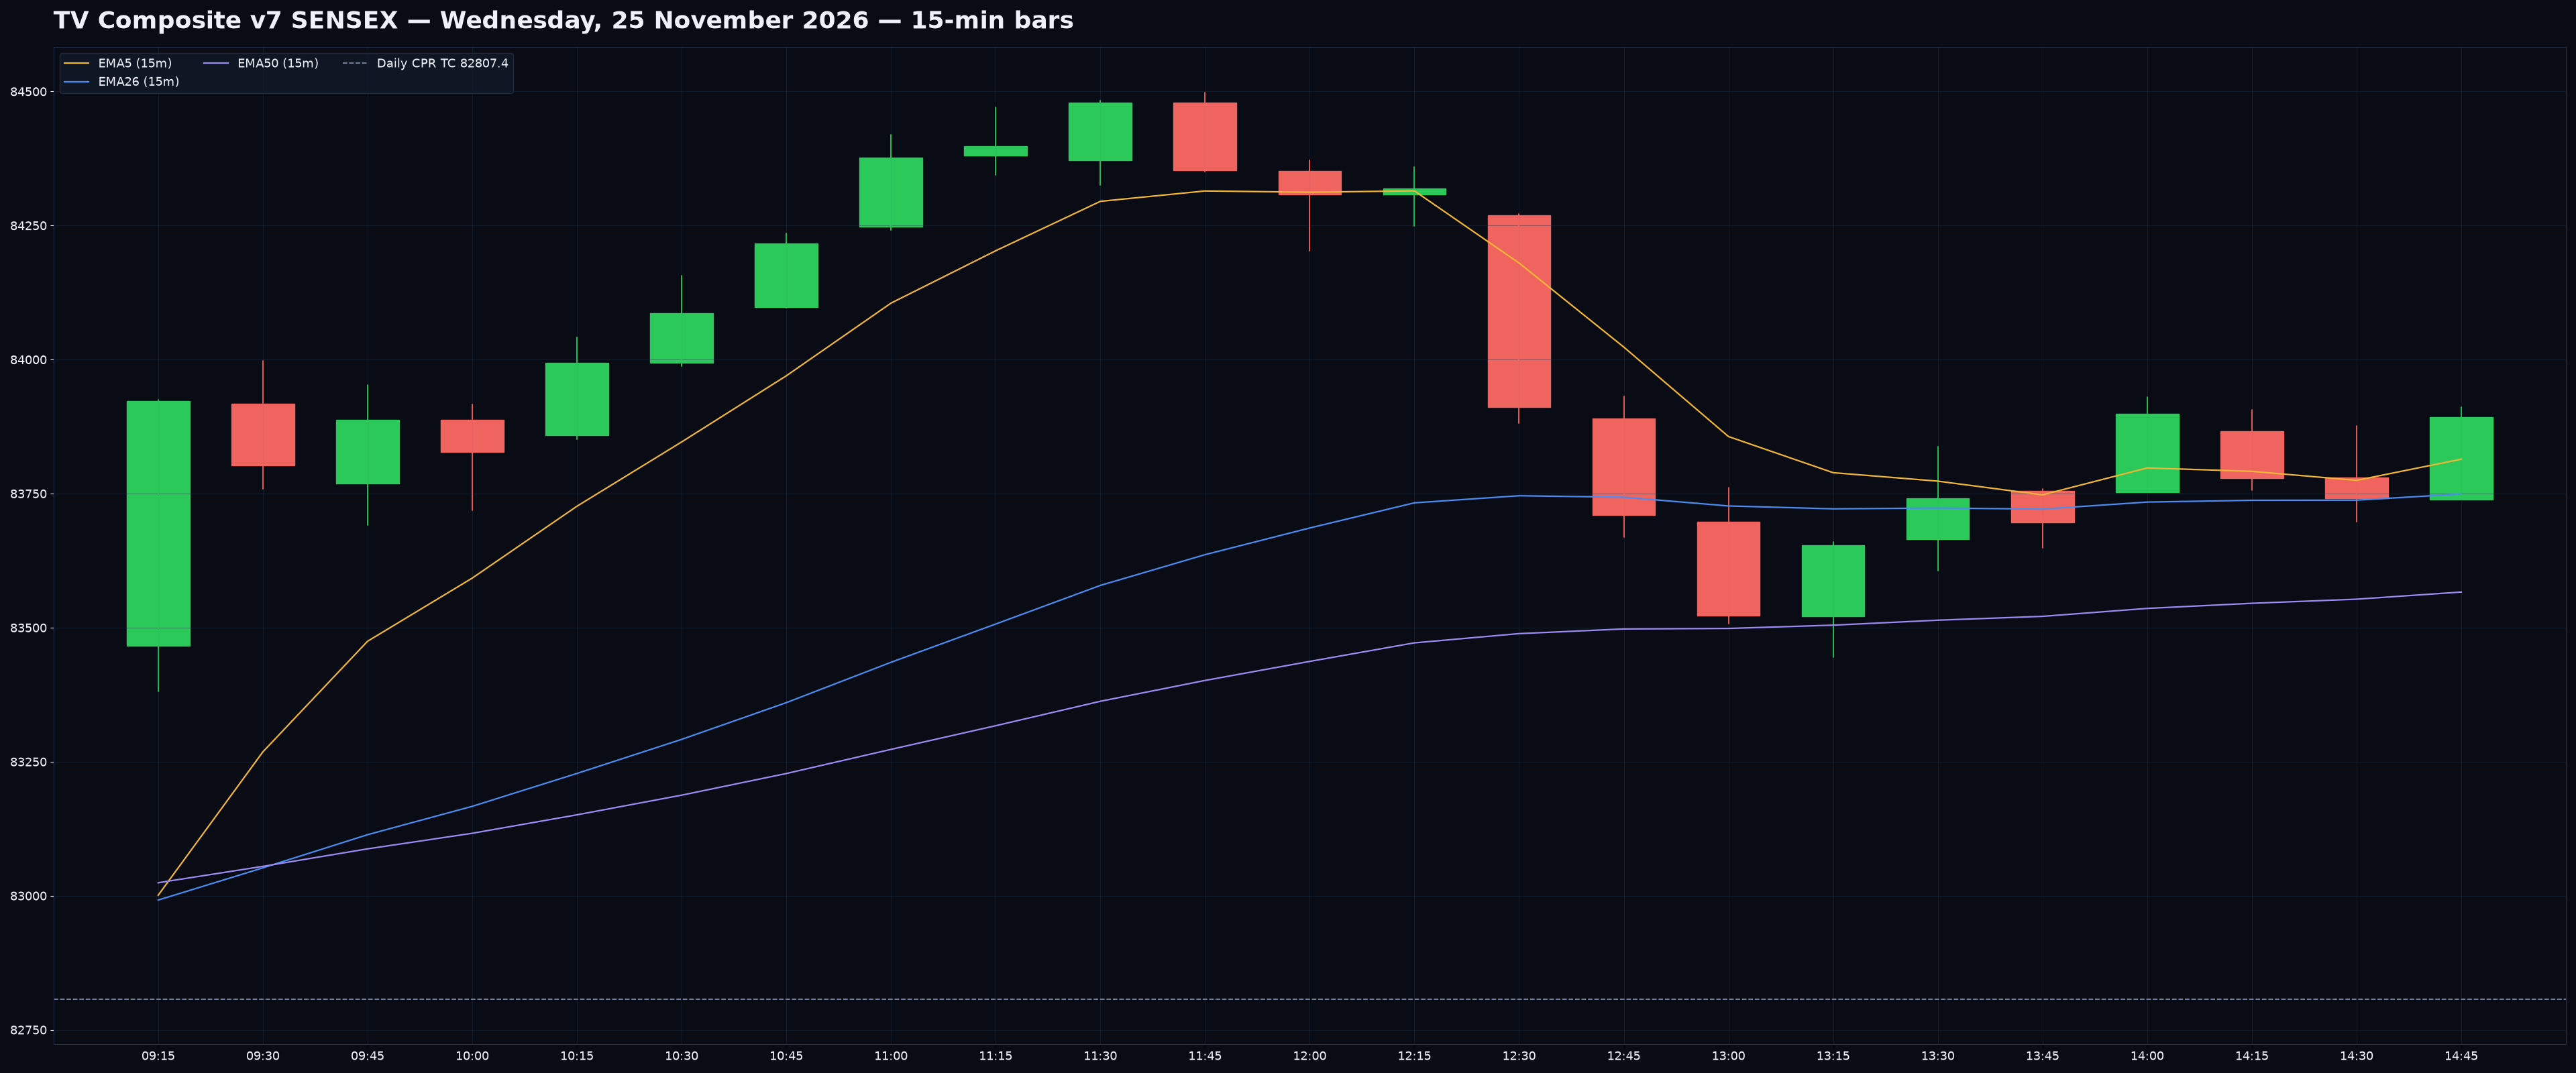 TV Composite v7 SENSEX — Wednesday, 25 November 2026 — 15-min bars
EMA5 (15m) EMA50 (15m) Daily CPR TC 82807.4
EMA26 (15m)
84500
84250
84000
83750
83500
83250
83000
82750
09:15 09:30 09:45 10:00 10:15 10:30 10:45 11:00 11:15 11:30 11:45 12:00 12:15 12:30 12:45 13:00 13:15 13:30 13:45 14:00 14:15 14:30 14:45